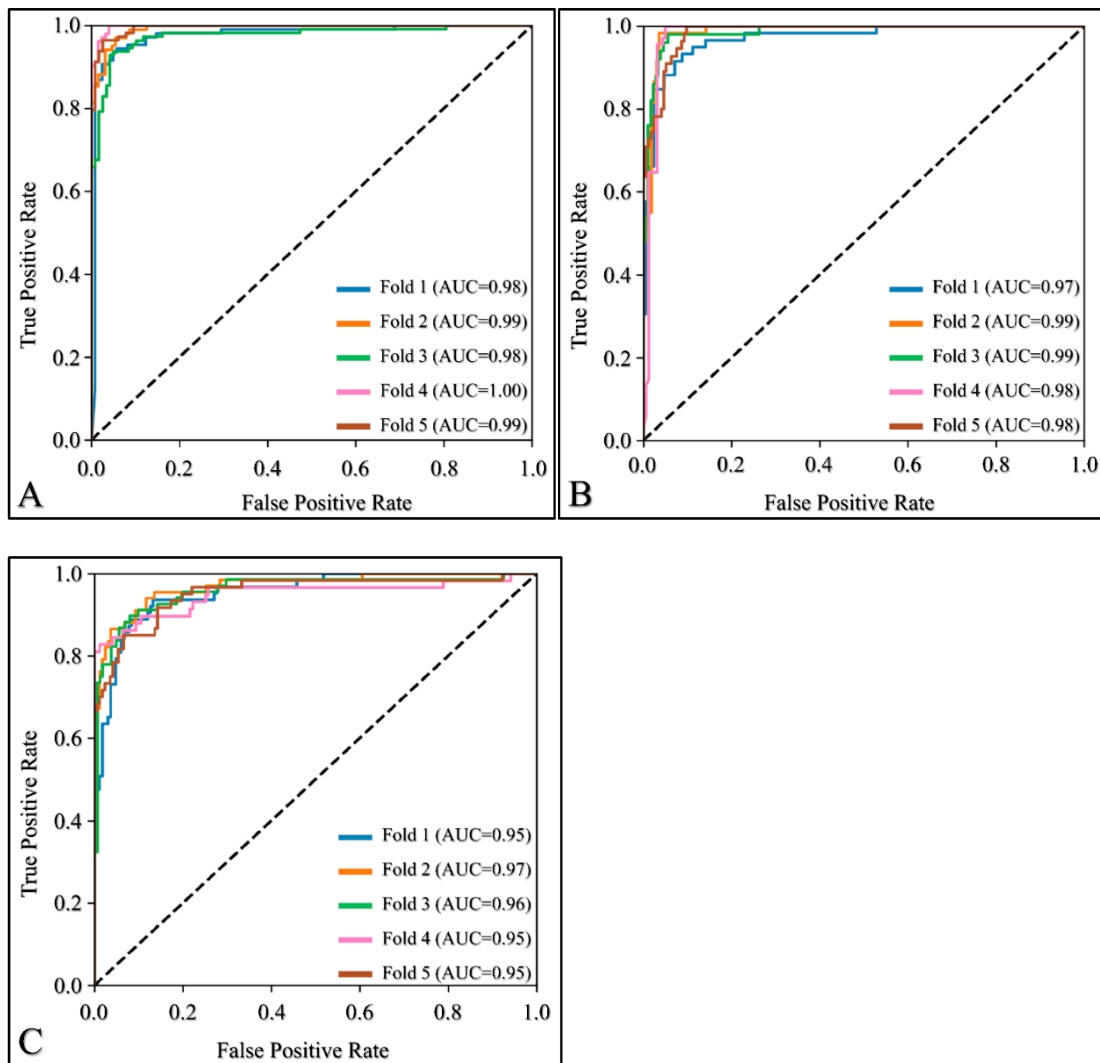 1.0
0.8
0.6
0.4
0.2
0.0
True Positive Rate
Fold 1 (AUC=0.98)
Fold 2 (AUC=0.99)
Fold 3 (AUC=0.98)
Fold 4 (AUC=1.00)
Fold 5 (AUC=0.99)
0.0 0.2 0.4 0.6 0.8 1.0
False Positive Rate
A
1.0
0.8
0.6
0.4
0.2
0.0
True Positive Rate
Fold 1 (AUC=0.97)
Fold 2 (AUC=0.99)
Fold 3 (AUC=0.99)
Fold 4 (AUC=0.98)
Fold 5 (AUC=0.98)
0.0 0.2 0.4 0.6 0.8 1.0
False Positive Rate
B
1.0
0.8
0.6
0.4
0.2
0.0
True Positive Rate
Fold 1 (AUC=0.95)
Fold 2 (AUC=0.97)
Fold 3 (AUC=0.96)
Fold 4 (AUC=0.95)
Fold 5 (AUC=0.95)
0.0 0.2 0.4 0.6 0.8 1.0
False Positive Rate
C